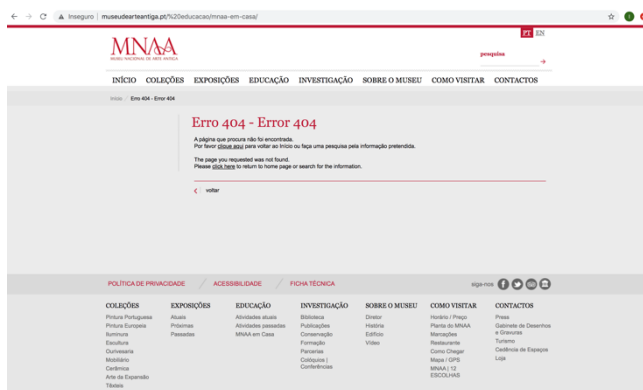 Inseguro | museudearteantiga.pt/%20educacao/mnaa-em-casa/
PT EN
MNAA
MUSEU NACIONAL DE ARTE ANTIGA
pesquisa
INÍCIO COLEÇÕES EXPOSIÇÕES EDUCAÇÃO INVESTIGAÇÃO SOBRE O MUSEU COMO VISITAR CONTACTOS
Início Erro 404 - Error 404
Erro 404 - Error 404
A página que procura não foi encontrada.
Por favor clique aqui para voltar ao Início ou faça uma pesquisa pela informação pretendida.
The page you requested was not found.
Please click here to return to home page or search for the information.
voltar
POLÍTICA DE PRIVACIDADE / ACESSIBILIDADE / FICHA TÉCNICA
siga-nos
COLEÇÕES
Pintura Portuguesa
Pintura Europeia
Iluminura
Escultura
Ourivesaria
Mobiliário
Cerâmica
Arte da Expansão
Têxteis
EXPOSIÇÕES
Atuais
Próximas
Passadas
EDUCAÇÃO
Atividades atuais
Atividades passadas
MNAA em Casa
INVESTIGAÇÃO
Biblioteca
Publicações
Conservação
Formação
Parcerias
Colóquios |
Conferências
SOBRE O MUSEU
Diretor
História
Edifício
Vídeo
COMO VISITAR
Horário / Preço
Planta do MNAA
Marcações
Restaurante
Como Chegar
Mapa / GPS
MNAA | 12
ESCOLHAS
CONTACTOS
Press
Gabinete de Desenhos
e Gravuras
Turismo
Cedência de Espaços
Loja